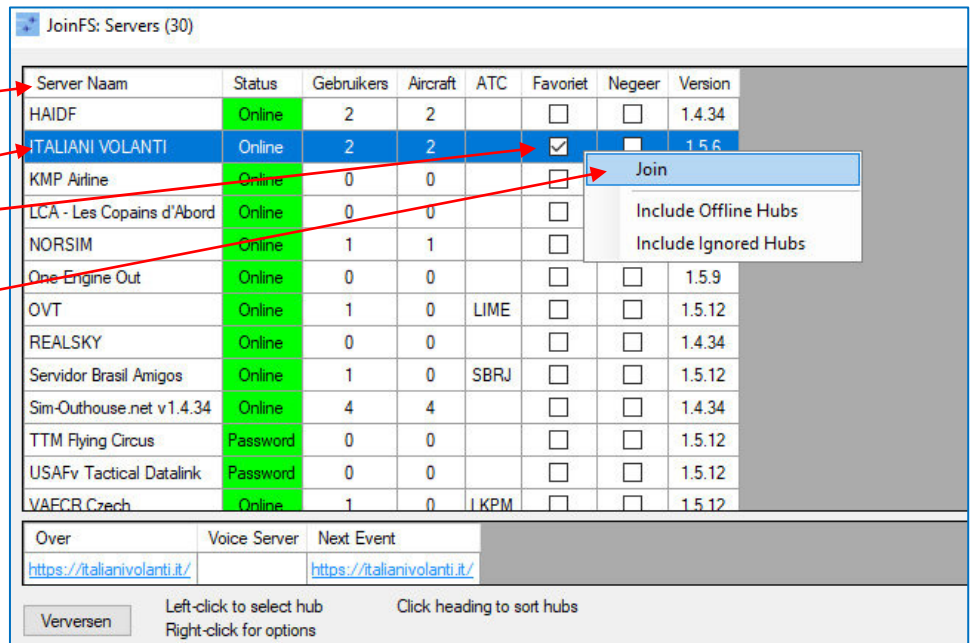 JoinFS: Servers (30)
Server Naam Status Gebruikers Aircraft ATC Favoriet Negeer Version
HAIDF Online 2 2 1.4.34
ITALIANI VOLANTI Online 2 2 1.5.6
Join
KMP Airline Online 0 0
LCA - Les Copains d'Abord Online 0 0
Include Offline Hubs
NORSIM Online 1 1
Include Ignored Hubs
One Engine Out Online 0 0 1.5.9
OVT Online 1 0 LIME 1.5.12
REALSKY Online 0 0 1.4.34
Servidor Brasil Amigos Online 1 0 SBRJ 1.5.12
Sim-Outhouse.net v1.4.34 Online 4 4 1.4.34
TTM Flying Circus Password 0 0 1.5.12
USAFv Tactical Datalink Password 0 0 1.5.12
VAECR Czech Online 1 0 LKPM 1.5.12
Over Voice Server Next Event
https://italianivolanti.it/ https://italianivolanti.it/
Verversen
Left-click to select hub Click heading to sort hubs
Right-click for options